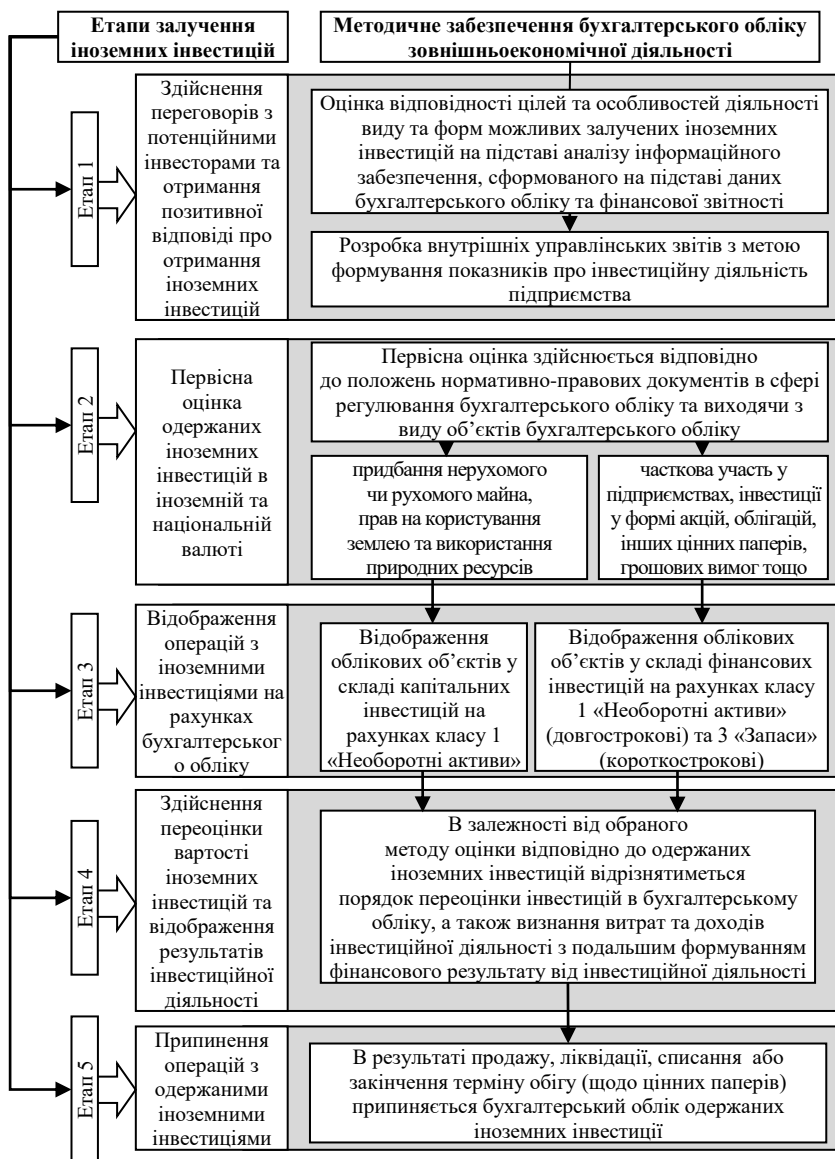 Етапи залучення
іноземних інвестицій
Методичне забезпечення бухгалтерського обліку
зовнішньоекономічної діяльності
Етап 1
Здійснення
переговорів з
потенційними
інвесторами та
отримання
позитивної
відповіді про
отримання
іноземних
інвестицій
Оцінка відповідності цілей та особливостей діяльності
виду та форм можливих залучених іноземних
інвестицій на підставі аналізу інформаційного
забезпечення, сформованого на підставі даних
бухгалтерського обліку та фінансової звітності
Розробка внутрішніх управлінських звітів з метою
формування показників про інвестиційну діяльність
підприємства
Етап 2
Первісна
оцінка
одержаних
іноземних
інвестицій в
іноземній та
національній
валюті
Первісна оцінка здійснюється відповідно
до положень нормативно-правових документів в сфері
регулювання бухгалтерського обліку та виходячи з
виду об’єктів бухгалтерського обліку
придбання нерухомого
чи рухомого майна,
прав на користування
землею та використання
природних ресурсів
часткова участь у
підприємствах, інвестиції
у формі акцій, облігацій,
інших цінних паперів,
грошових вимог тощо
Етап 3
Відображення
операцій з
іноземними
інвестиціями на
рахунках
бухгалтерськог
о обліку
Відображення
облікових об’єктів у
складі капітальних
інвестицій на
рахунках класу 1
«Необоротні активи»
Відображення облікових
об’єктів у складі фінансових
інвестицій на рахунках класу
1 «Необоротні активи»
(довгострокові) та 3 «Запаси»
(короткострокові)
Етап 4
Здійснення
переоцінки
вартості
іноземних
інвестицій та
відображення
результатів
інвестиційної
діяльності
В залежності від обраного
методу оцінки відповідно до одержаних
іноземних інвестицій відрізнятиметься
порядок переоцінки інвестицій в бухгалтерському
обліку, а також визнання витрат та доходів
інвестиційної діяльності з подальшим формуванням
фінансового результату від інвестиційної діяльності
Етап 5
Припинення
операцій з
одержаними
іноземними
інвестиціями
В результаті продажу, ліквідації, списання або
закінчення терміну обігу (щодо цінних паперів)
припиняється бухгалтерський облік одержаних
іноземних інвестиції